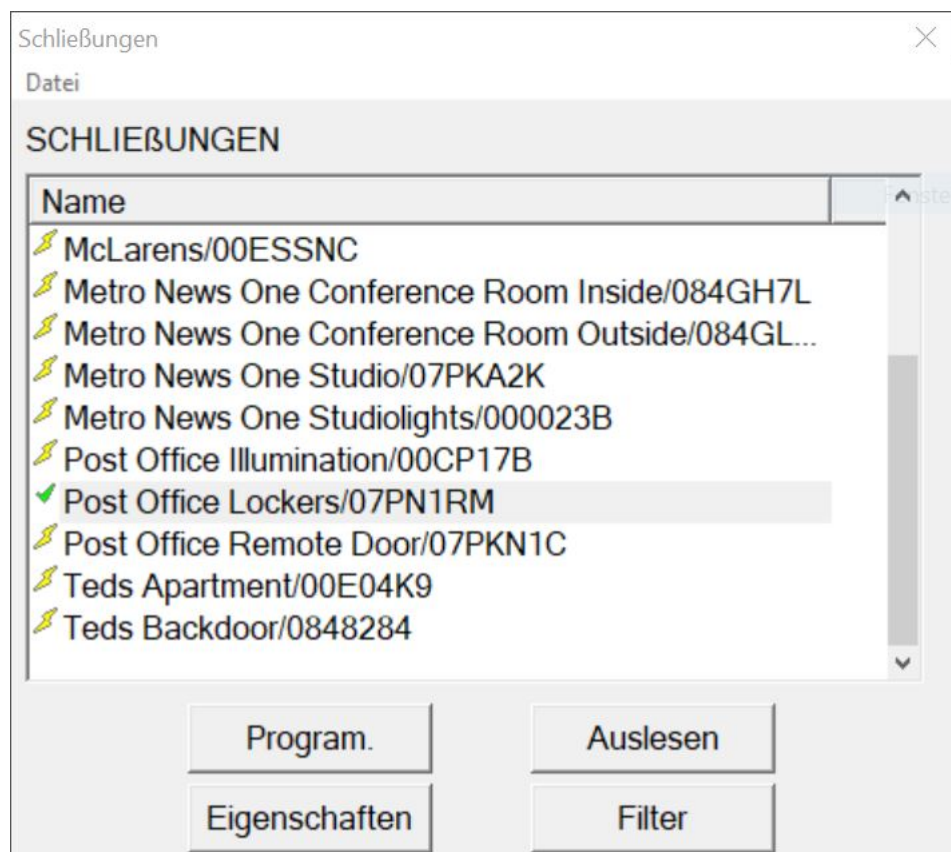 Schließungen
Datei
SCHLIEßUNGEN
Name
McLarens/00ESSNC
Metro News One Conference Room Inside/084GH7L
Metro News One Conference Room Outside/084GL...
Metro News One Studio/07PKA2K
Metro News One Studiolights/000023B
Post Office Illumination/00CP17B
Post Office Lockers/07PN1RM
Post Office Remote Door/07PKN1C
Teds Apartment/00E04K9
Teds Backdoor/0848284
Program. Auslesen
Eigenschaften Filter